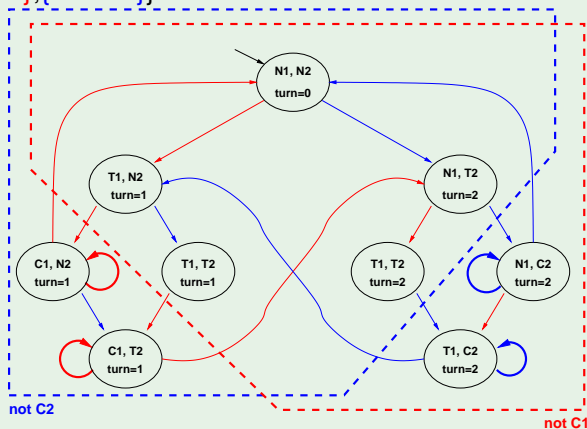 N1, N2
turn=0
T1, N2
turn=1
N1, T2
turn=2
C1, N2
turn=1
T1, T2
turn=1
T1, T2
turn=2
N1, C2
turn=2
C1, T2
turn=1
T1, C2
turn=2
not C2
not C1